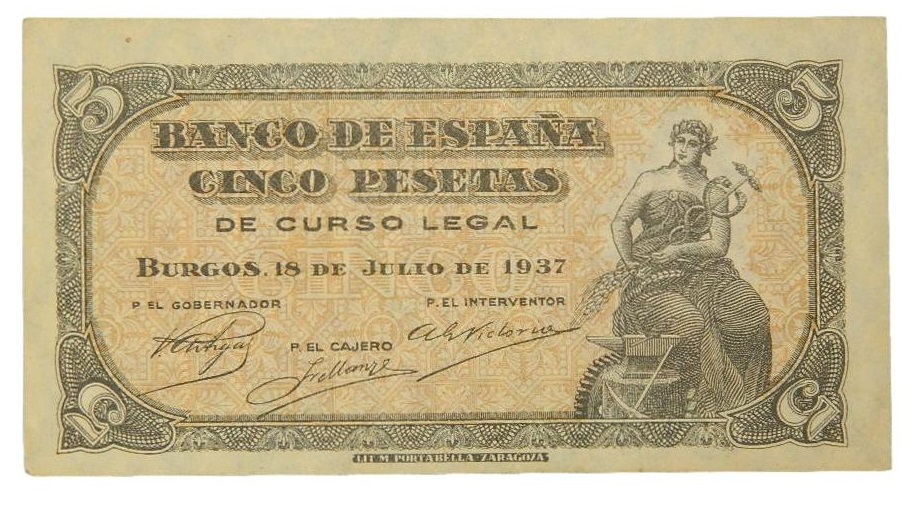 5 5
BANCO DE ESPAÑA
CINCO PESETAS
DE CURSO LEGAL
CINCO
BURGOS. 18 DE JULIO DE 1937
P EL GOBERNADOR P. EL INTERVENTOR
P. EL CAJERO
5 5
LIT. M. PORTABELLA - ZARAGOZA